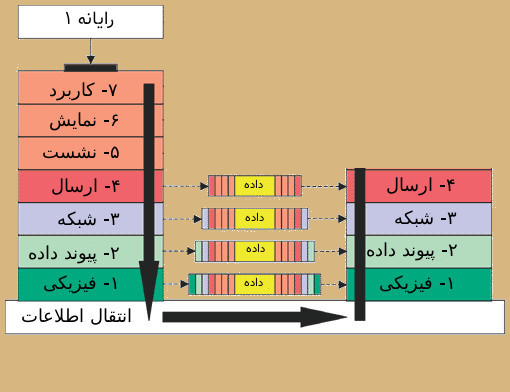 رایانه ۱
۷- کاربرد
۶- نمایش
۵- نشست
۴- ارسال
داده
۴- ارسال
۳- شبکه
داده
۳- شبکه
۲- پیوند داده
داده
۲- پیوند داده
۱- فیزیکی
داده
۱- فیزیکی
انتقال اطلاعات